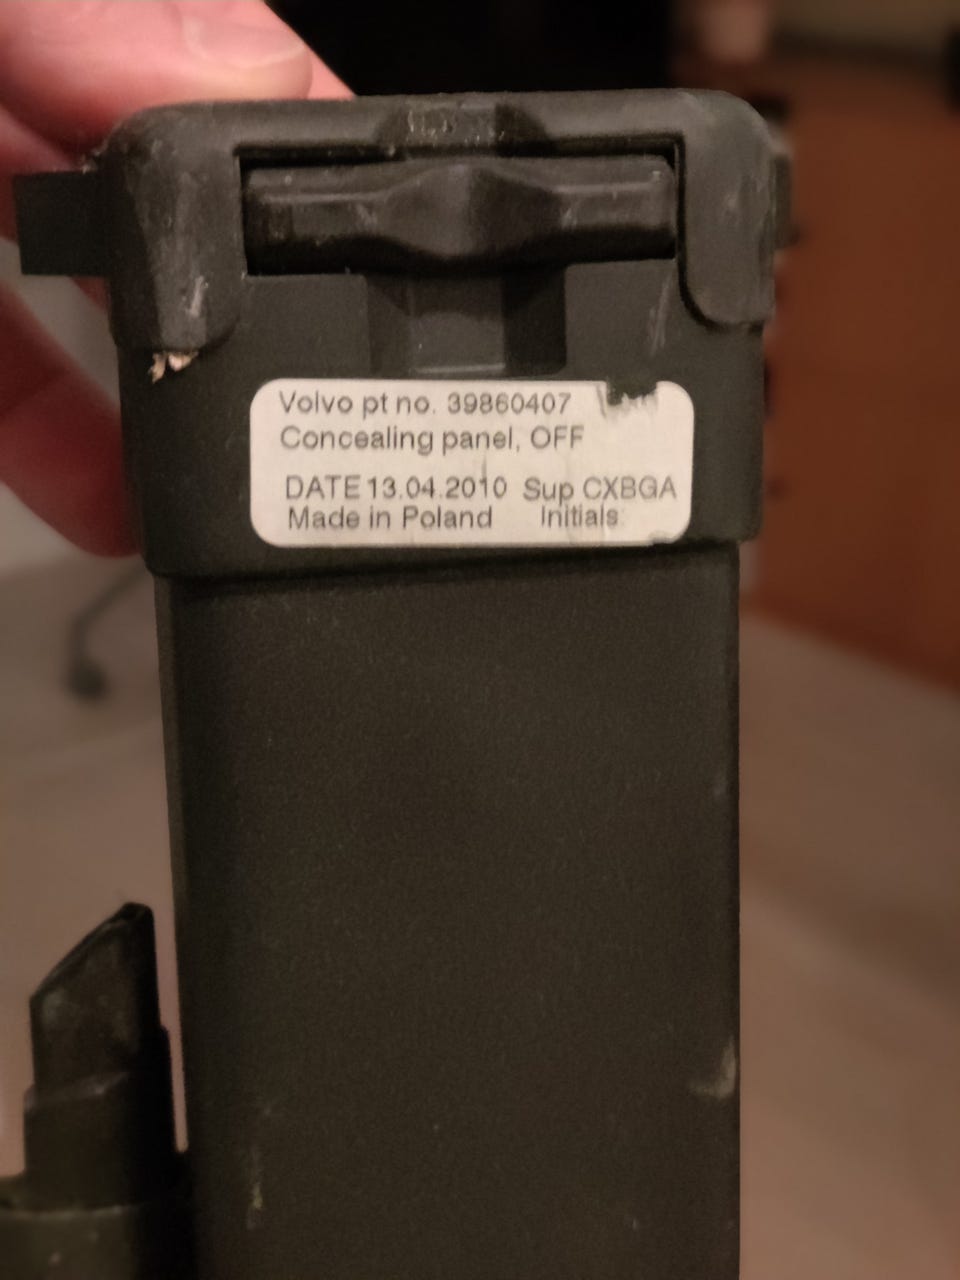 Volvo pt no. 39860407
Concealing panel, OFF
DATE 13.04.2010 Sup CXBGA
Made in Poland Initials: